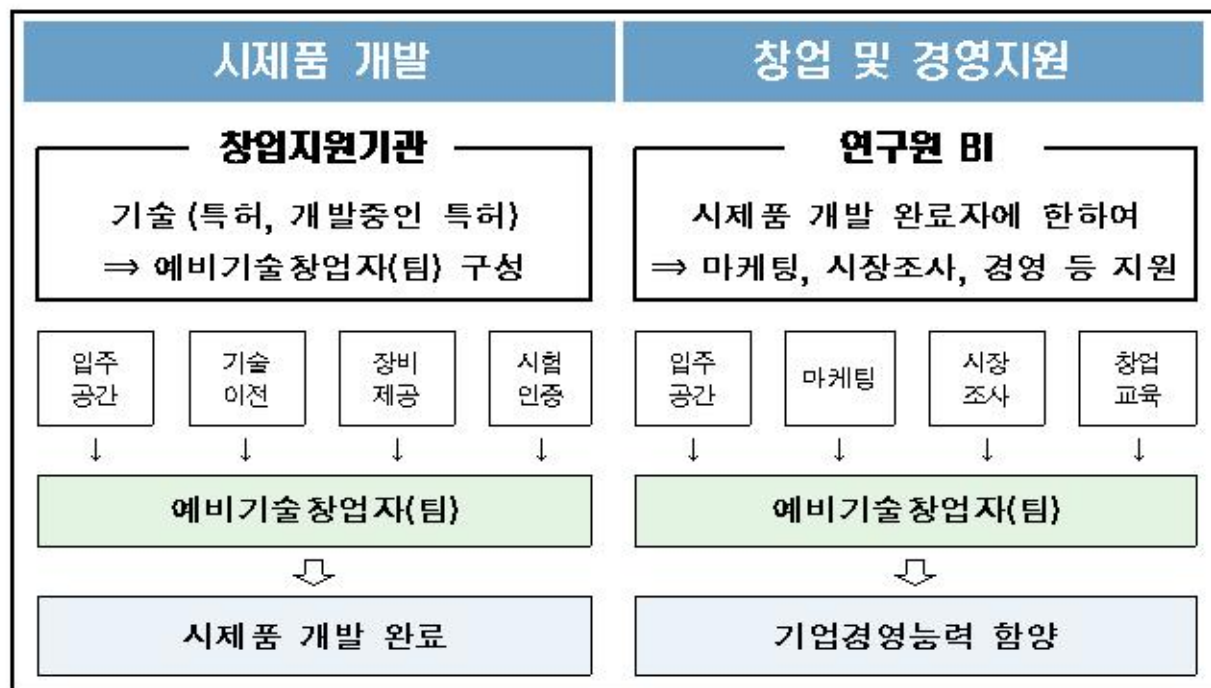 시제품 개발
창업지원기관
기술 (특허, 개발중인 특허)
⇒ 예비기술창업자(팀) 구성
입주
공간
기술
이전
장비
제공
시험
인증
↓ ↓ ↓ ↓
예비기술창업자(팀)
시제품 개발 완료
창업 및 경영지원
연구원 BI
시제품 개발 완료자에 한하여
⇒ 마케팅, 시장조사, 경영 등 지원
입주
공간
마케팅
시장
조사
창업
교육
↓ ↓ ↓ ↓
예비기술창업자(팀)
기업경영능력 함양